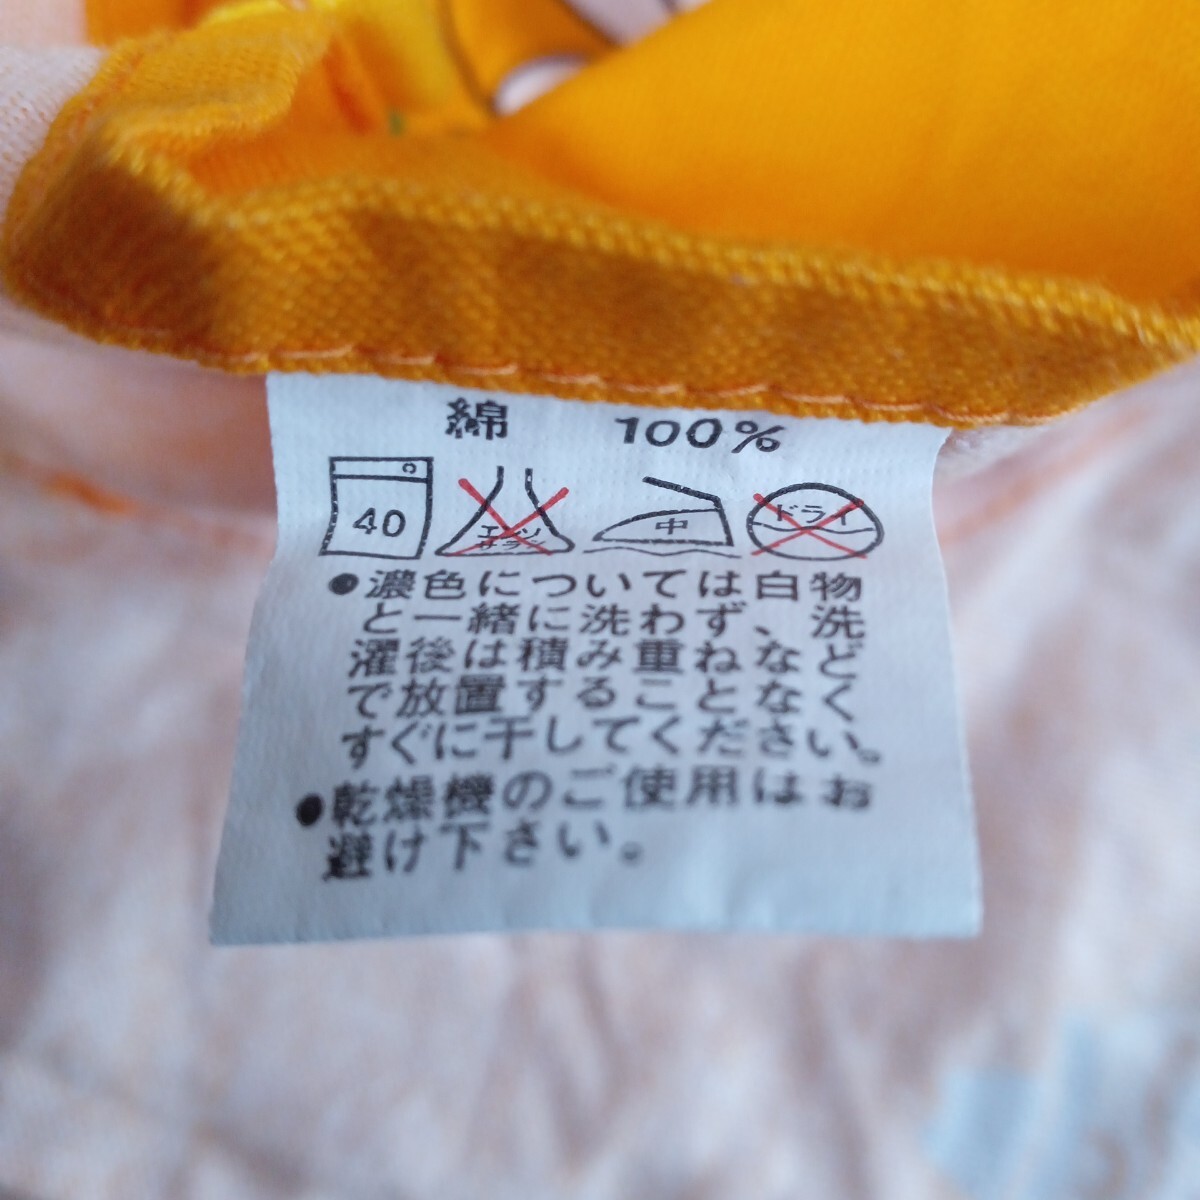 綿 100%
40 エンソ サラシ 中 ドライ
●濃色については白物
と一緒に洗わず、洗
濯後は積み重ねなど
で放置することなく
すぐに干してください。
●乾燥機のご使用はお
避け下さい。